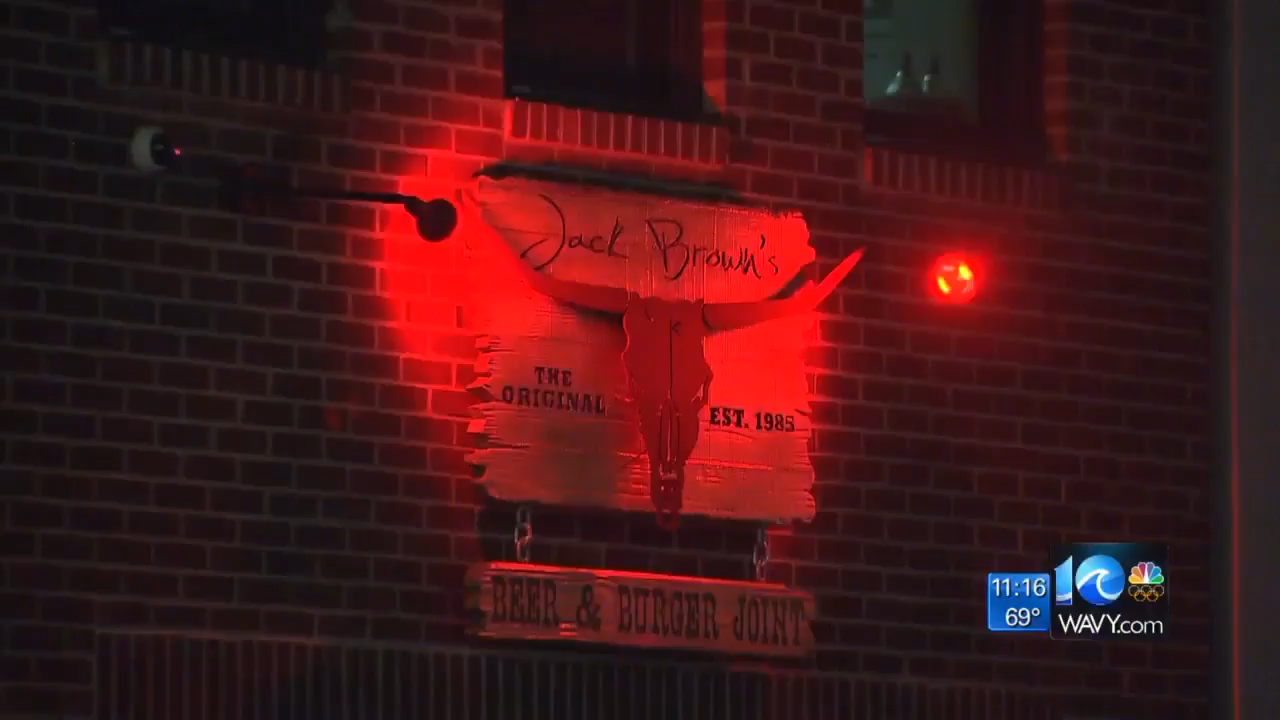 Jack Brown's
THE
ORIGINAL
EST. 1985
BEER & BURGER JOINT
11:16
69°
10
WAVY.com